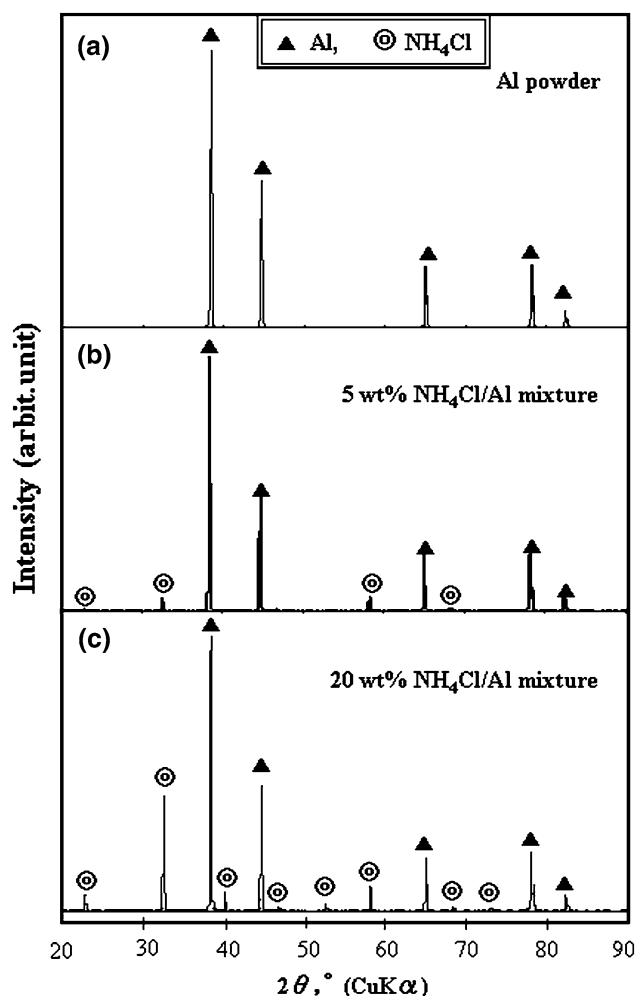 (a)
▲ Al, ◎ NH₄Cl
Al powder
(b)
5 wt% NH₄Cl/Al mixture
(c)
20 wt% NH₄Cl/Al mixture
Intensity (arbit.unit)
20 30 40 50 60 70 80 90
2θ, ° (CuKα)